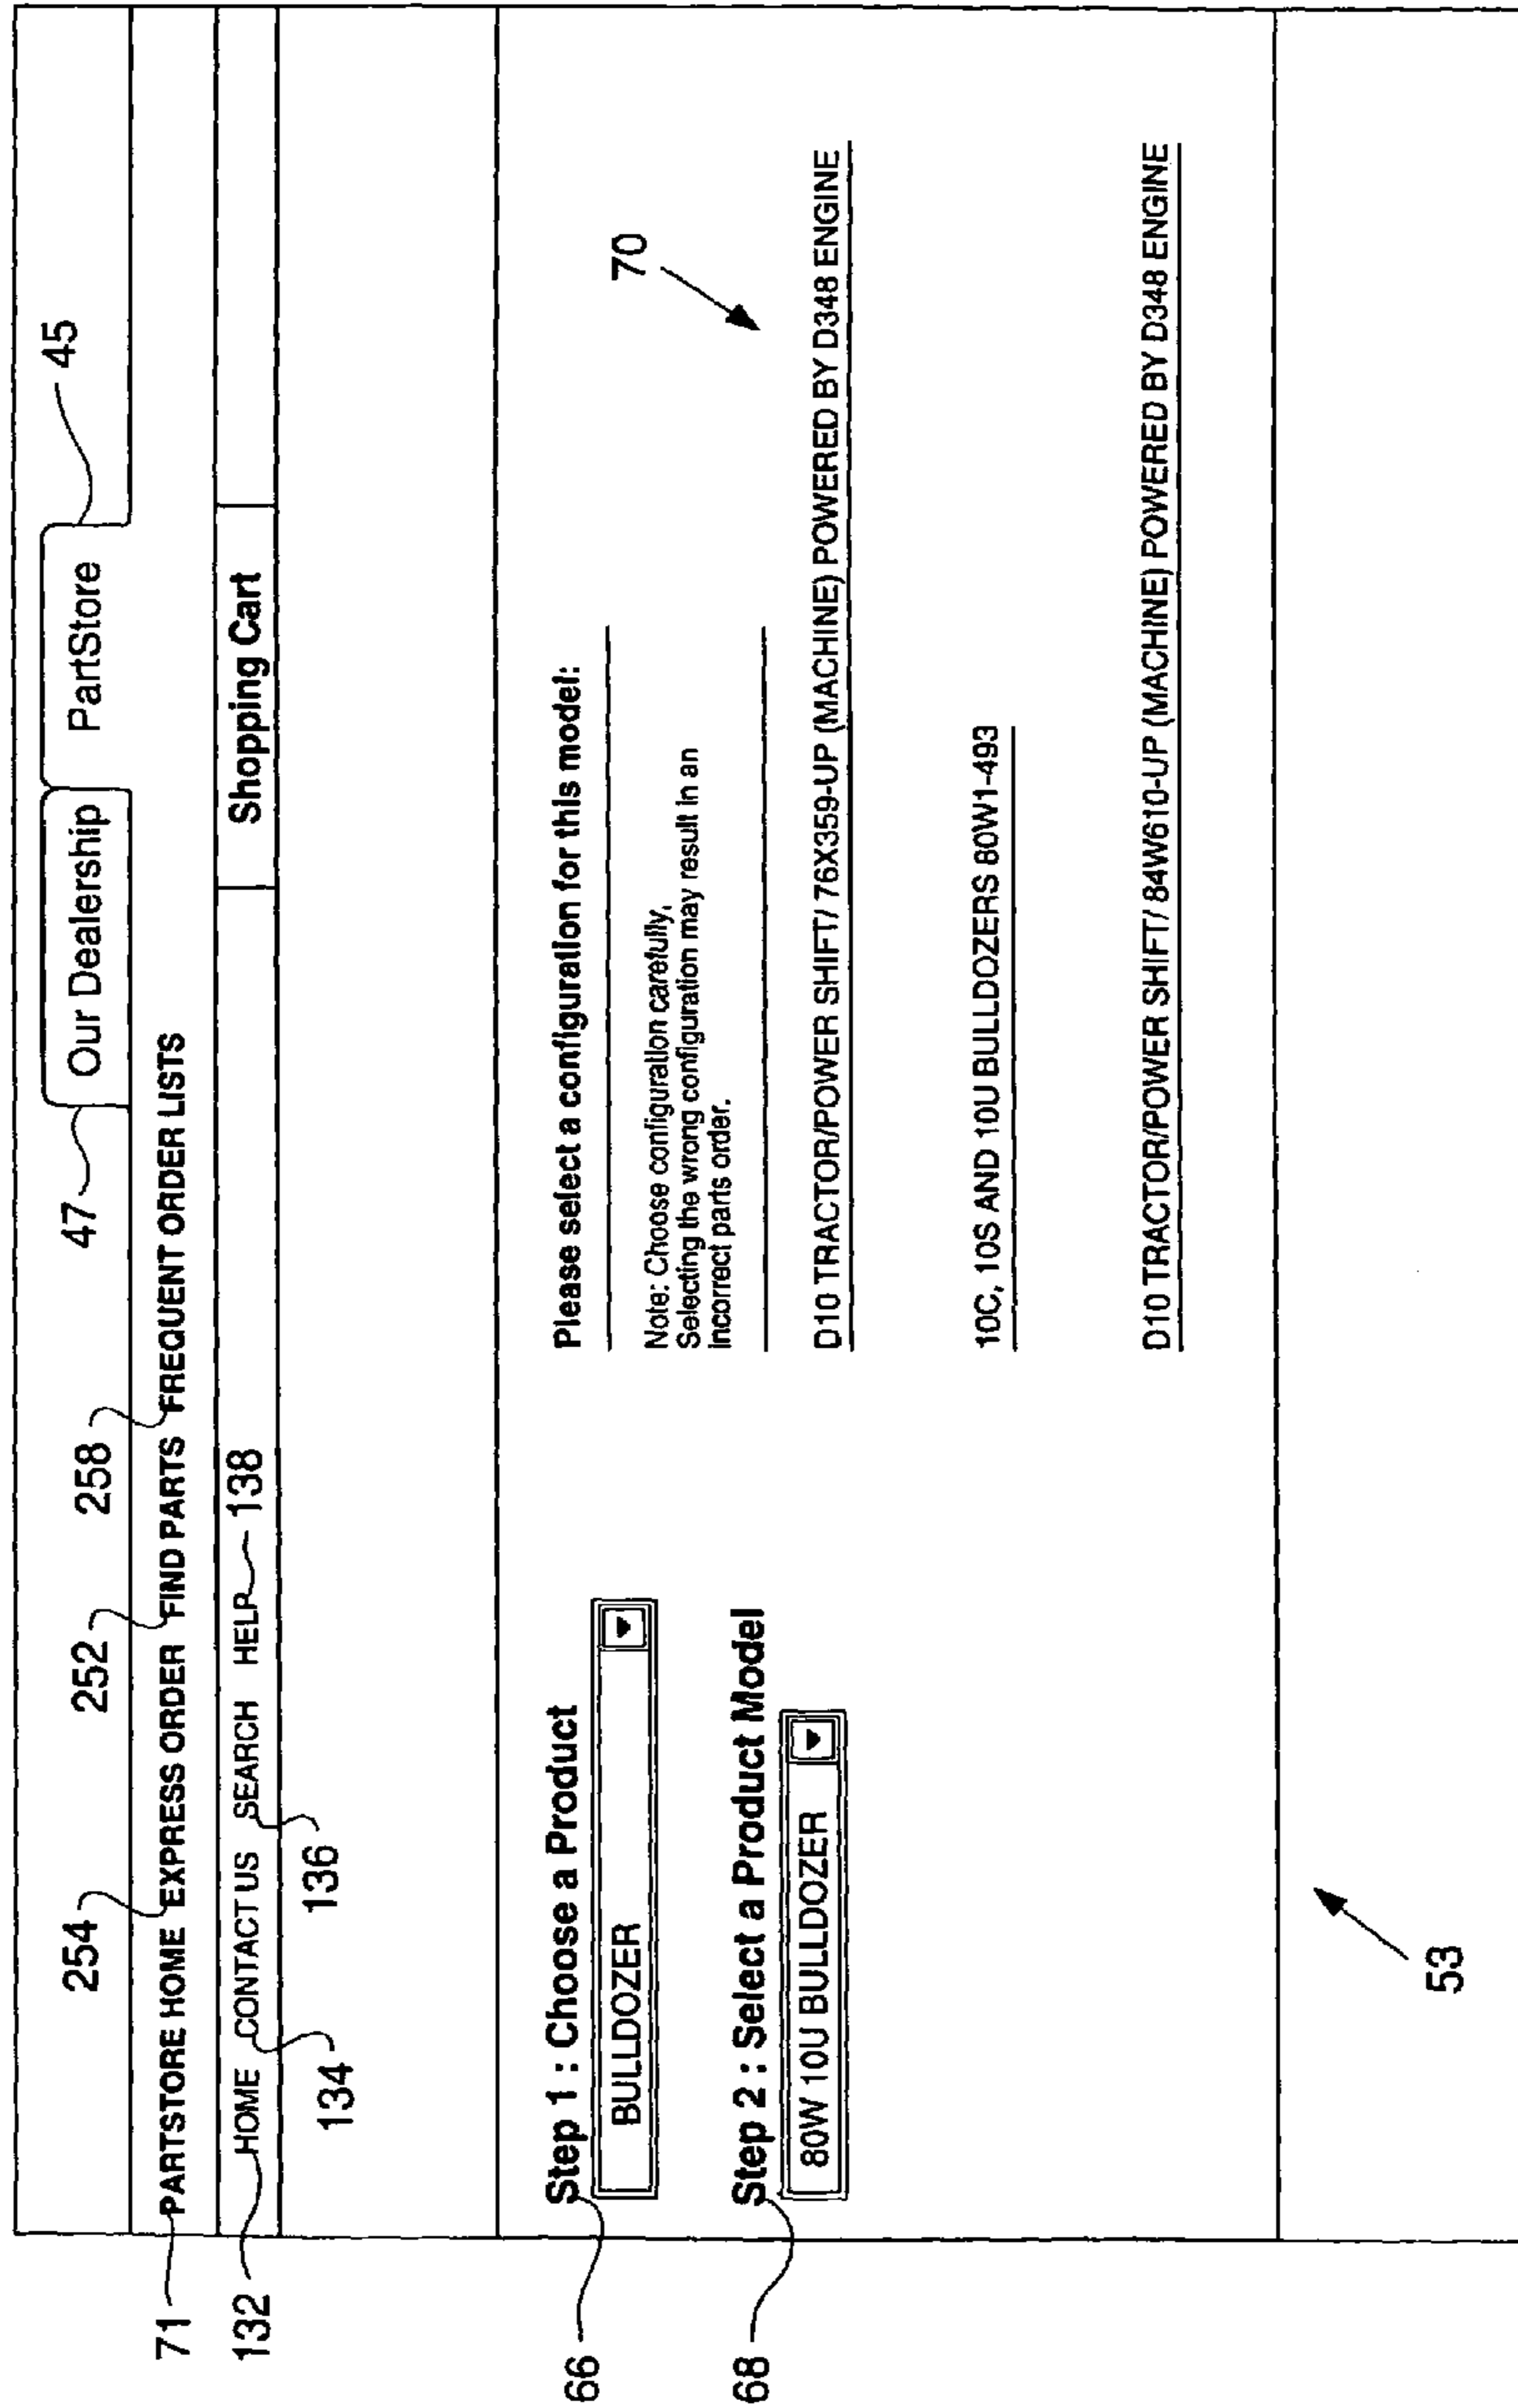 47 Our Dealership PartStore 45
254 252 258
71 PARTSTORE HOME EXPRESS ORDER FIND PARTS FREQUENT ORDER LISTS
132 HOME CONTACT US SEARCH HELP 138 Shopping Cart
134 136
66 Step 1 : Choose a Product
BULLDOZER
68 Step 2 : Select a Product Model
80W 10U BULLDOZER
Please select a configuration for this model:
Note: Choose configuration carefully.
Selecting the wrong configuration may result in an
incorrect parts order.
70
D10 TRACTOR/POWER SHIFT/ 76X359-UP (MACHINE) POWERED BY D348 ENGINE
10C, 10S AND 10U BULLDOZERS 80W1-493
D10 TRACTOR/POWER SHIFT/ 84W610-UP (MACHINE) POWERED BY D348 ENGINE
53